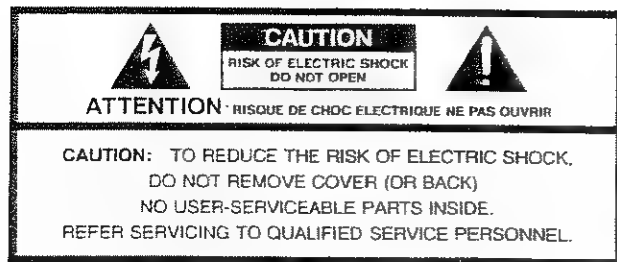 CAUTION
RISK OF ELECTRIC SHOCK
DO NOT OPEN
ATTENTION · RISQUE DE CHOC ELECTRIQUE NE PAS OUVRIR
CAUTION: TO REDUCE THE RISK OF ELECTRIC SHOCK,
DO NOT REMOVE COVER (OR BACK)
NO USER-SERVICEABLE PARTS INSIDE.
REFER SERVICING TO QUALIFIED SERVICE PERSONNEL.